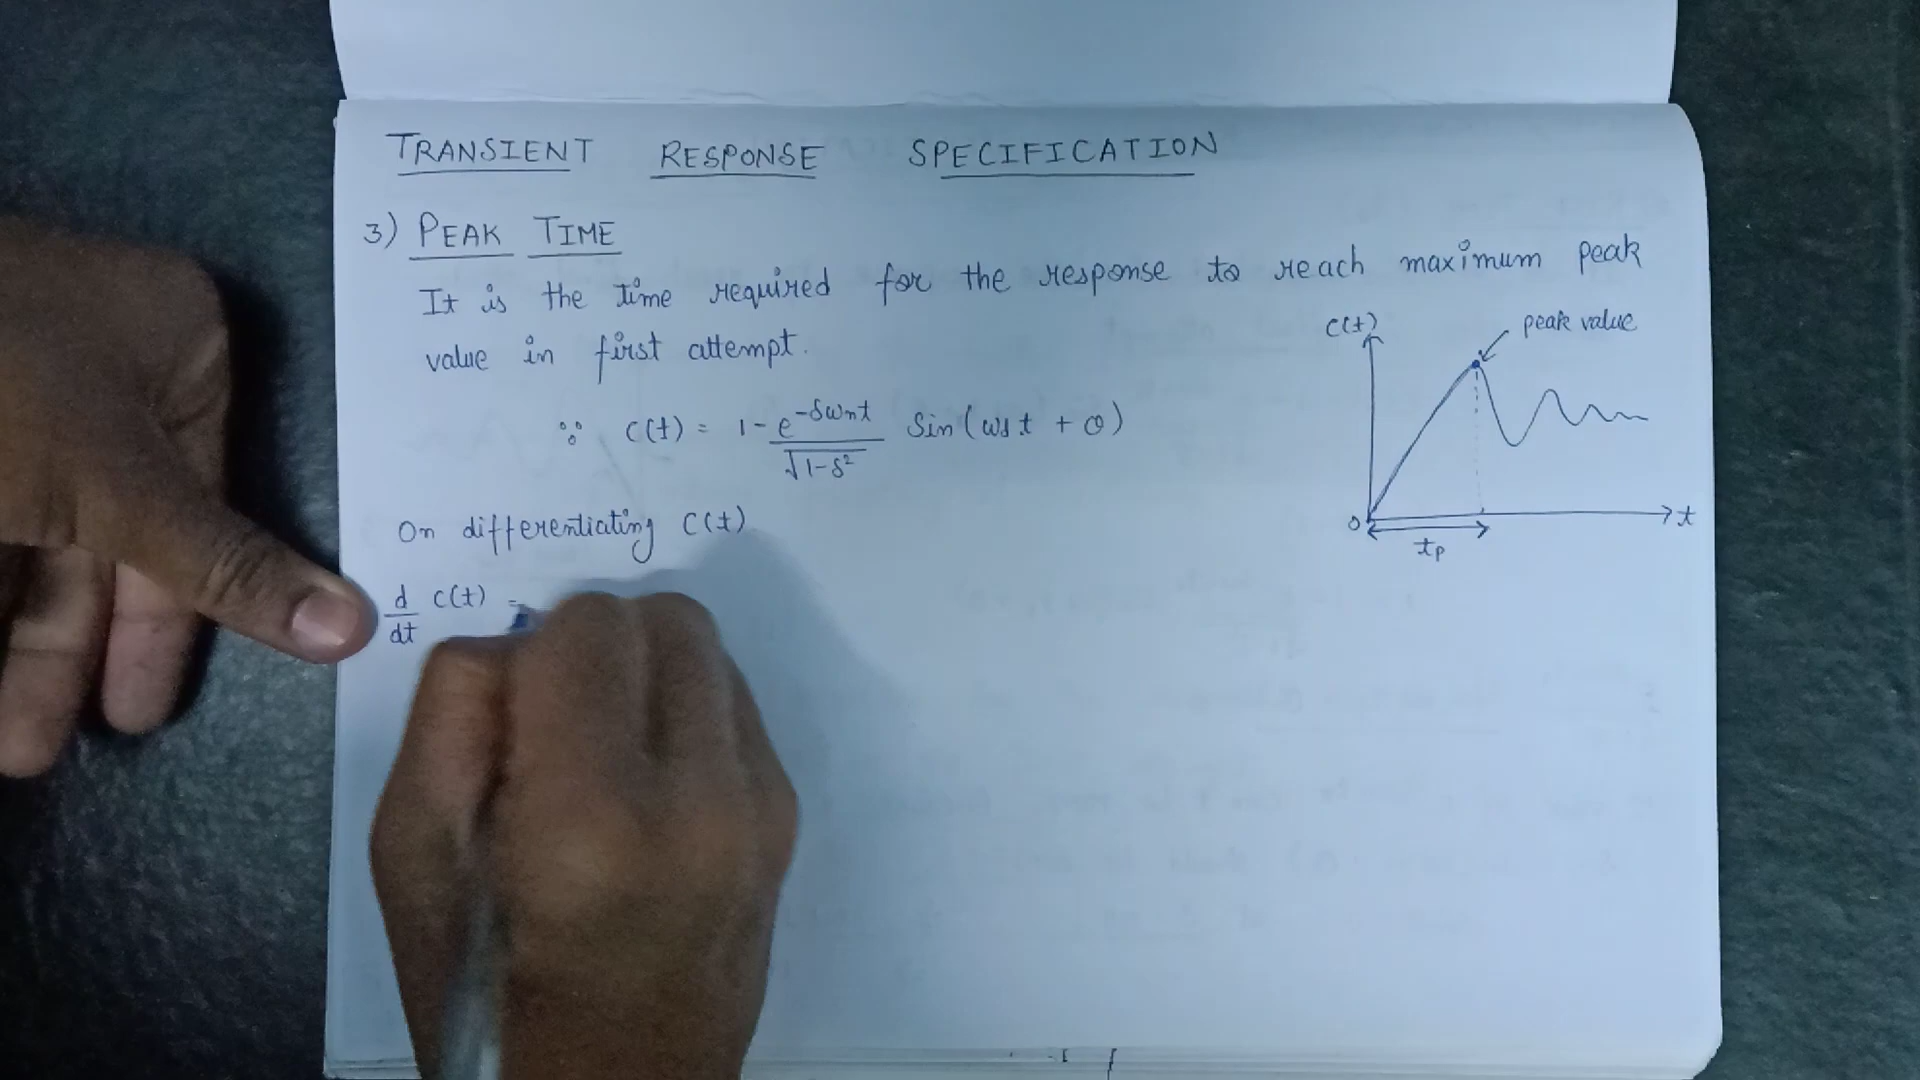 TRANSIENT RESPONSE SPECIFICATION
3) PEAK TIME
It is the time required for the response to reach maximum peak
value in first attempt.
∵ c(t) = 1 - e^-δωnt / √1-δ² Sin(ωdt + θ)
On differentiating C(t)
d/dt c(t) =
C(t)
peak value
0
tp
t